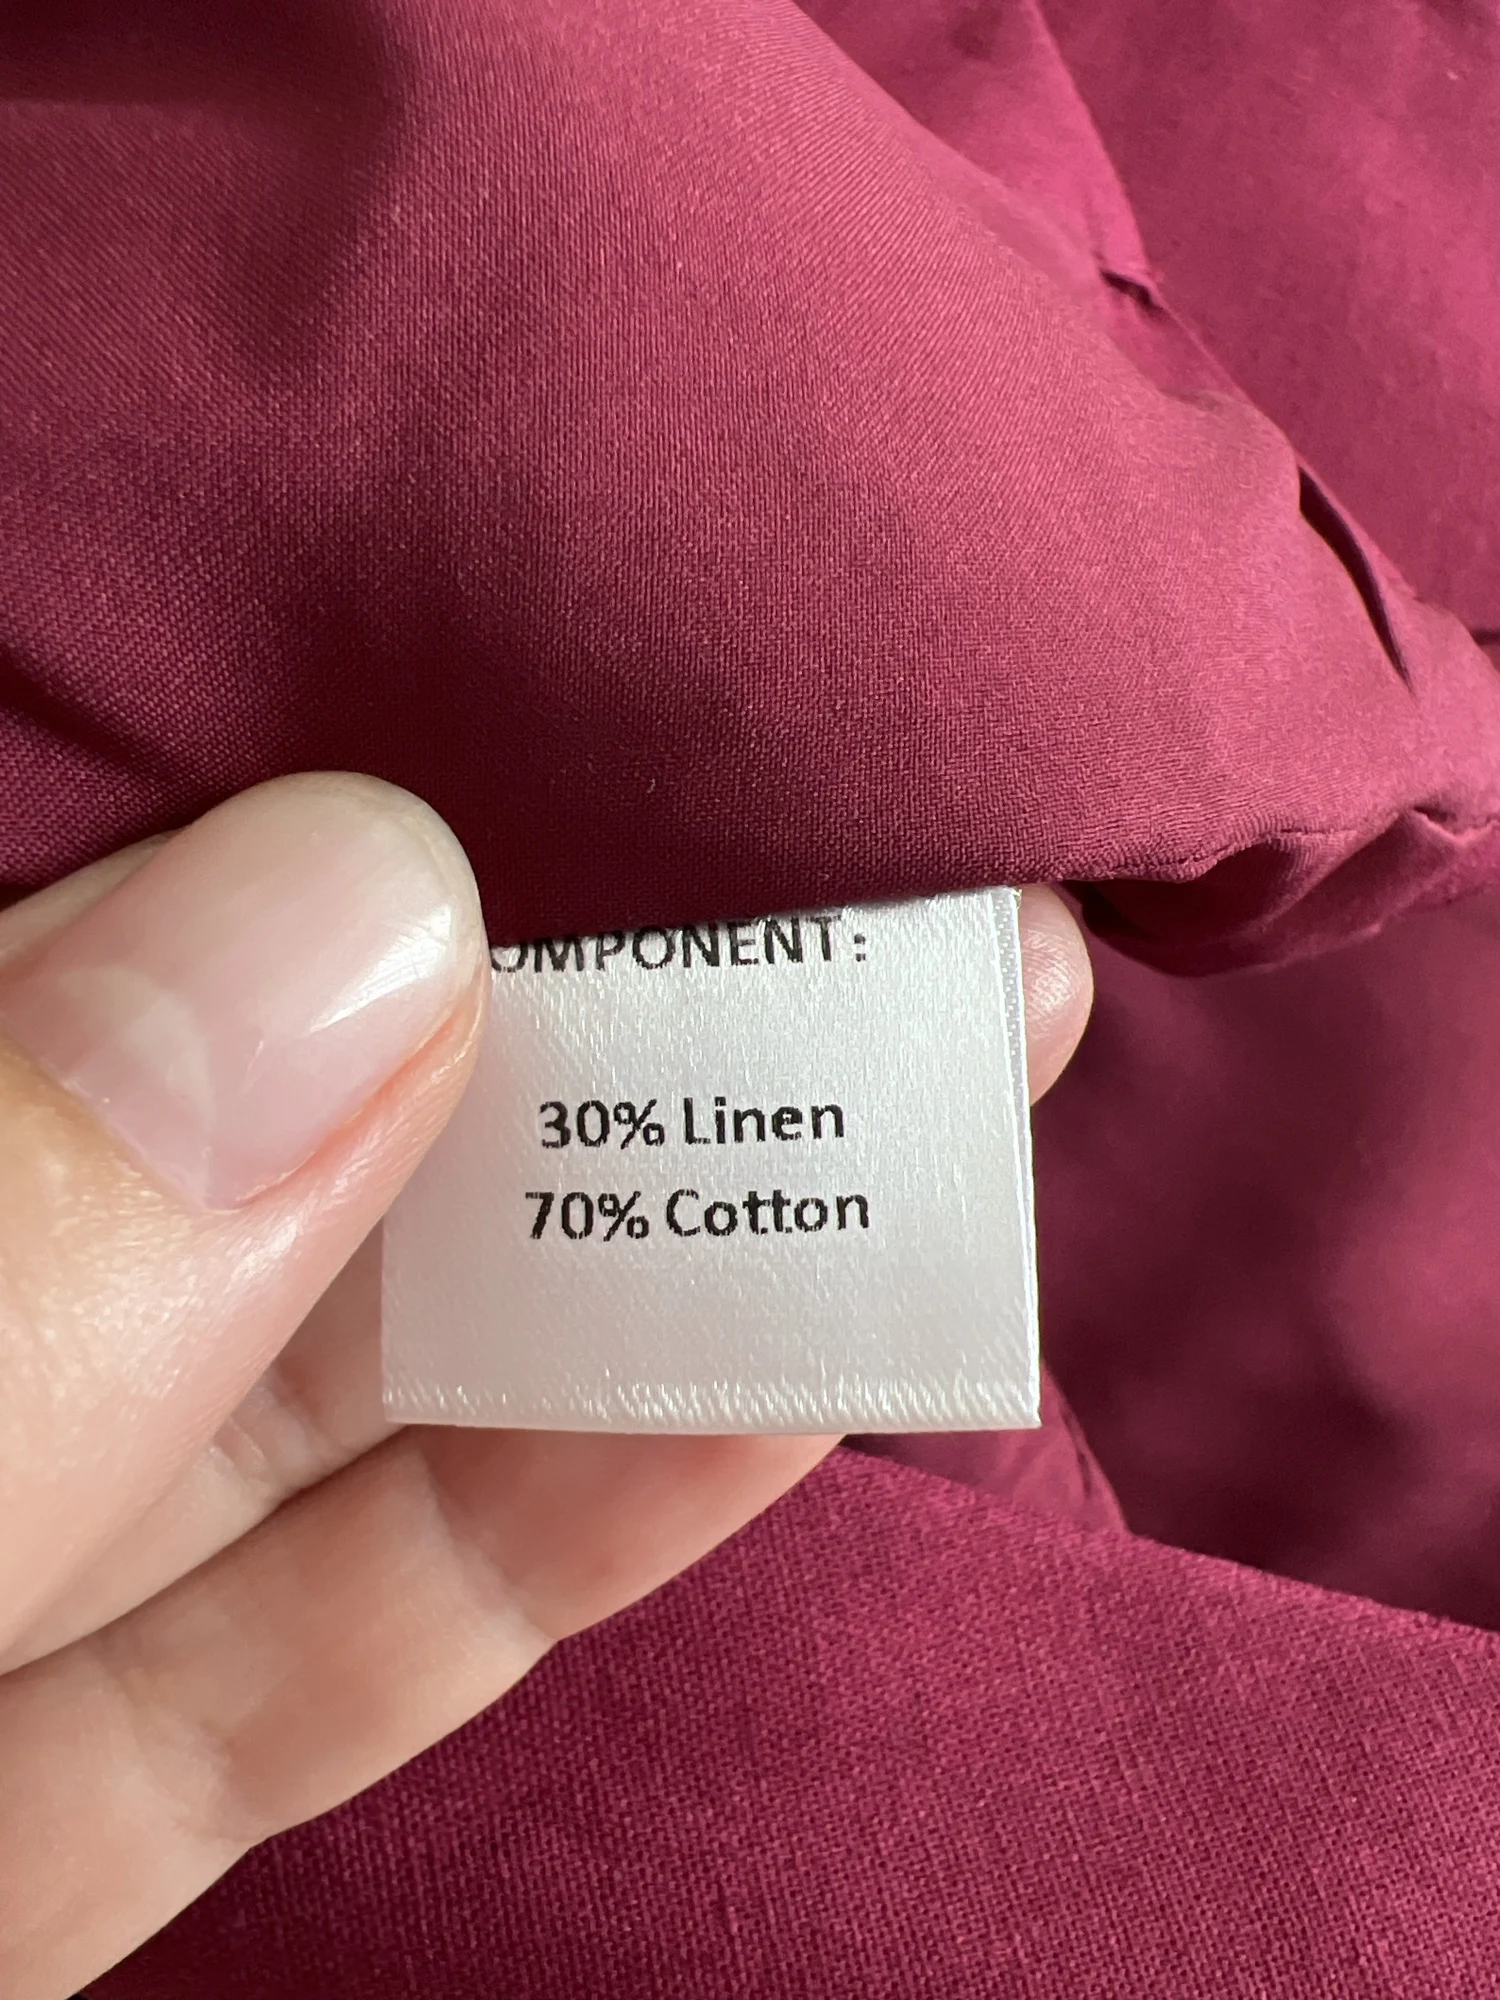 OMPONENT:
30% Linen
70% Cotton